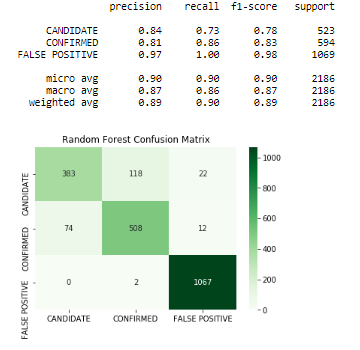 precision recall f1-score support
CANDIDATE 0.84 0.73 0.78 523
CONFIRMED 0.81 0.86 0.83 594
FALSE POSITIVE 0.97 1.00 0.98 1069
micro avg 0.90 0.90 0.90 2186
macro avg 0.87 0.86 0.87 2186
weighted avg 0.89 0.90 0.89 2186
Random Forest Confusion Matrix
CANDIDATE 383 118 22
CONFIRMED 74 508 12
FALSE POSITIVE 0 2 1067
CANDIDATE CONFIRMED FALSE POSITIVE
1000
800
600
400
200
0